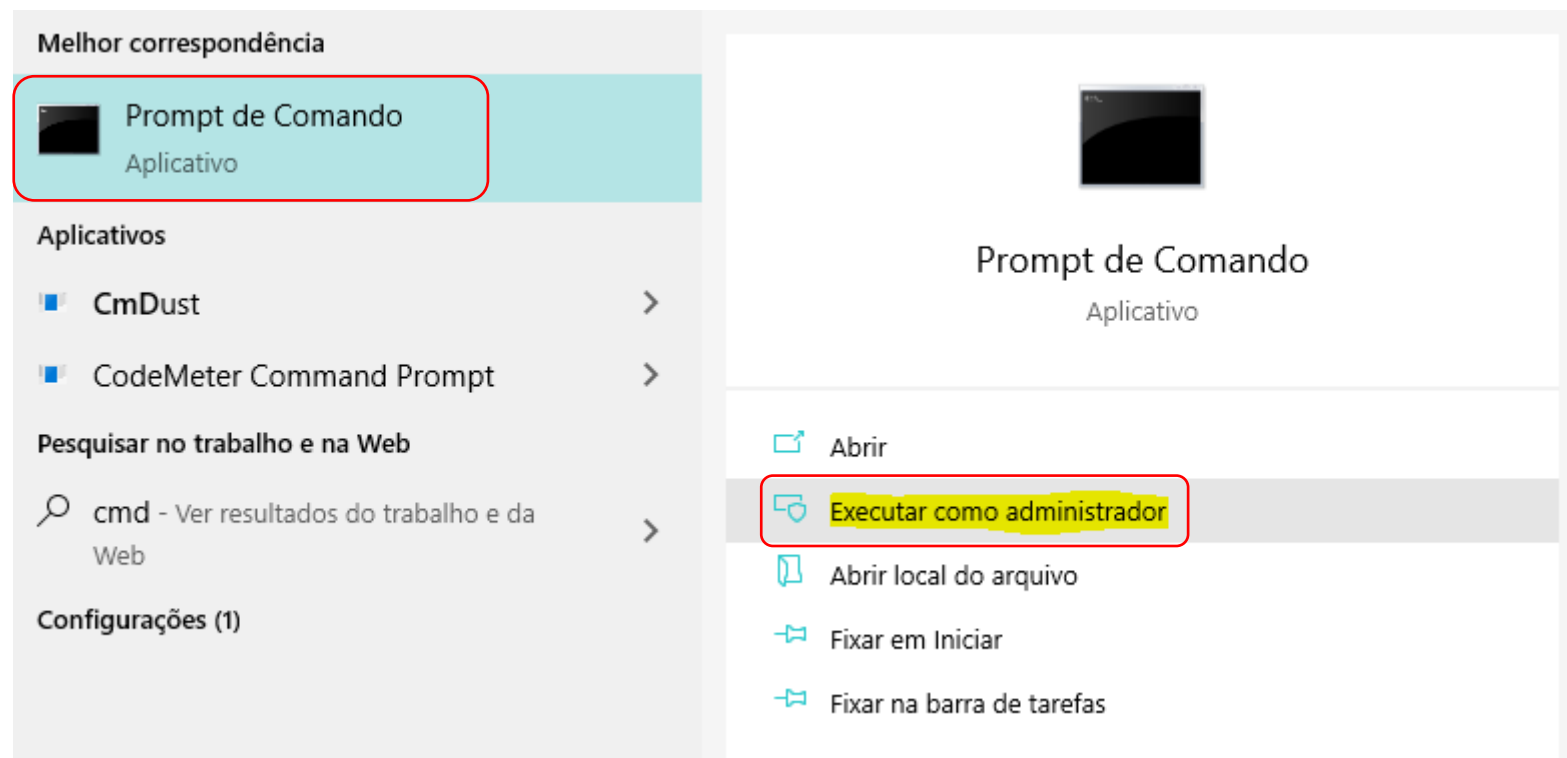 Melhor correspondência
Prompt de Comando
Aplicativo
Aplicativos
CmDust
CodeMeter Command Prompt
Pesquisar no trabalho e na Web
cmd - Ver resultados do trabalho e da
Web
Configurações (1)
Prompt de Comando
Aplicativo
Abrir
Executar como administrador
Abrir local do arquivo
Fixar em Iniciar
Fixar na barra de tarefas